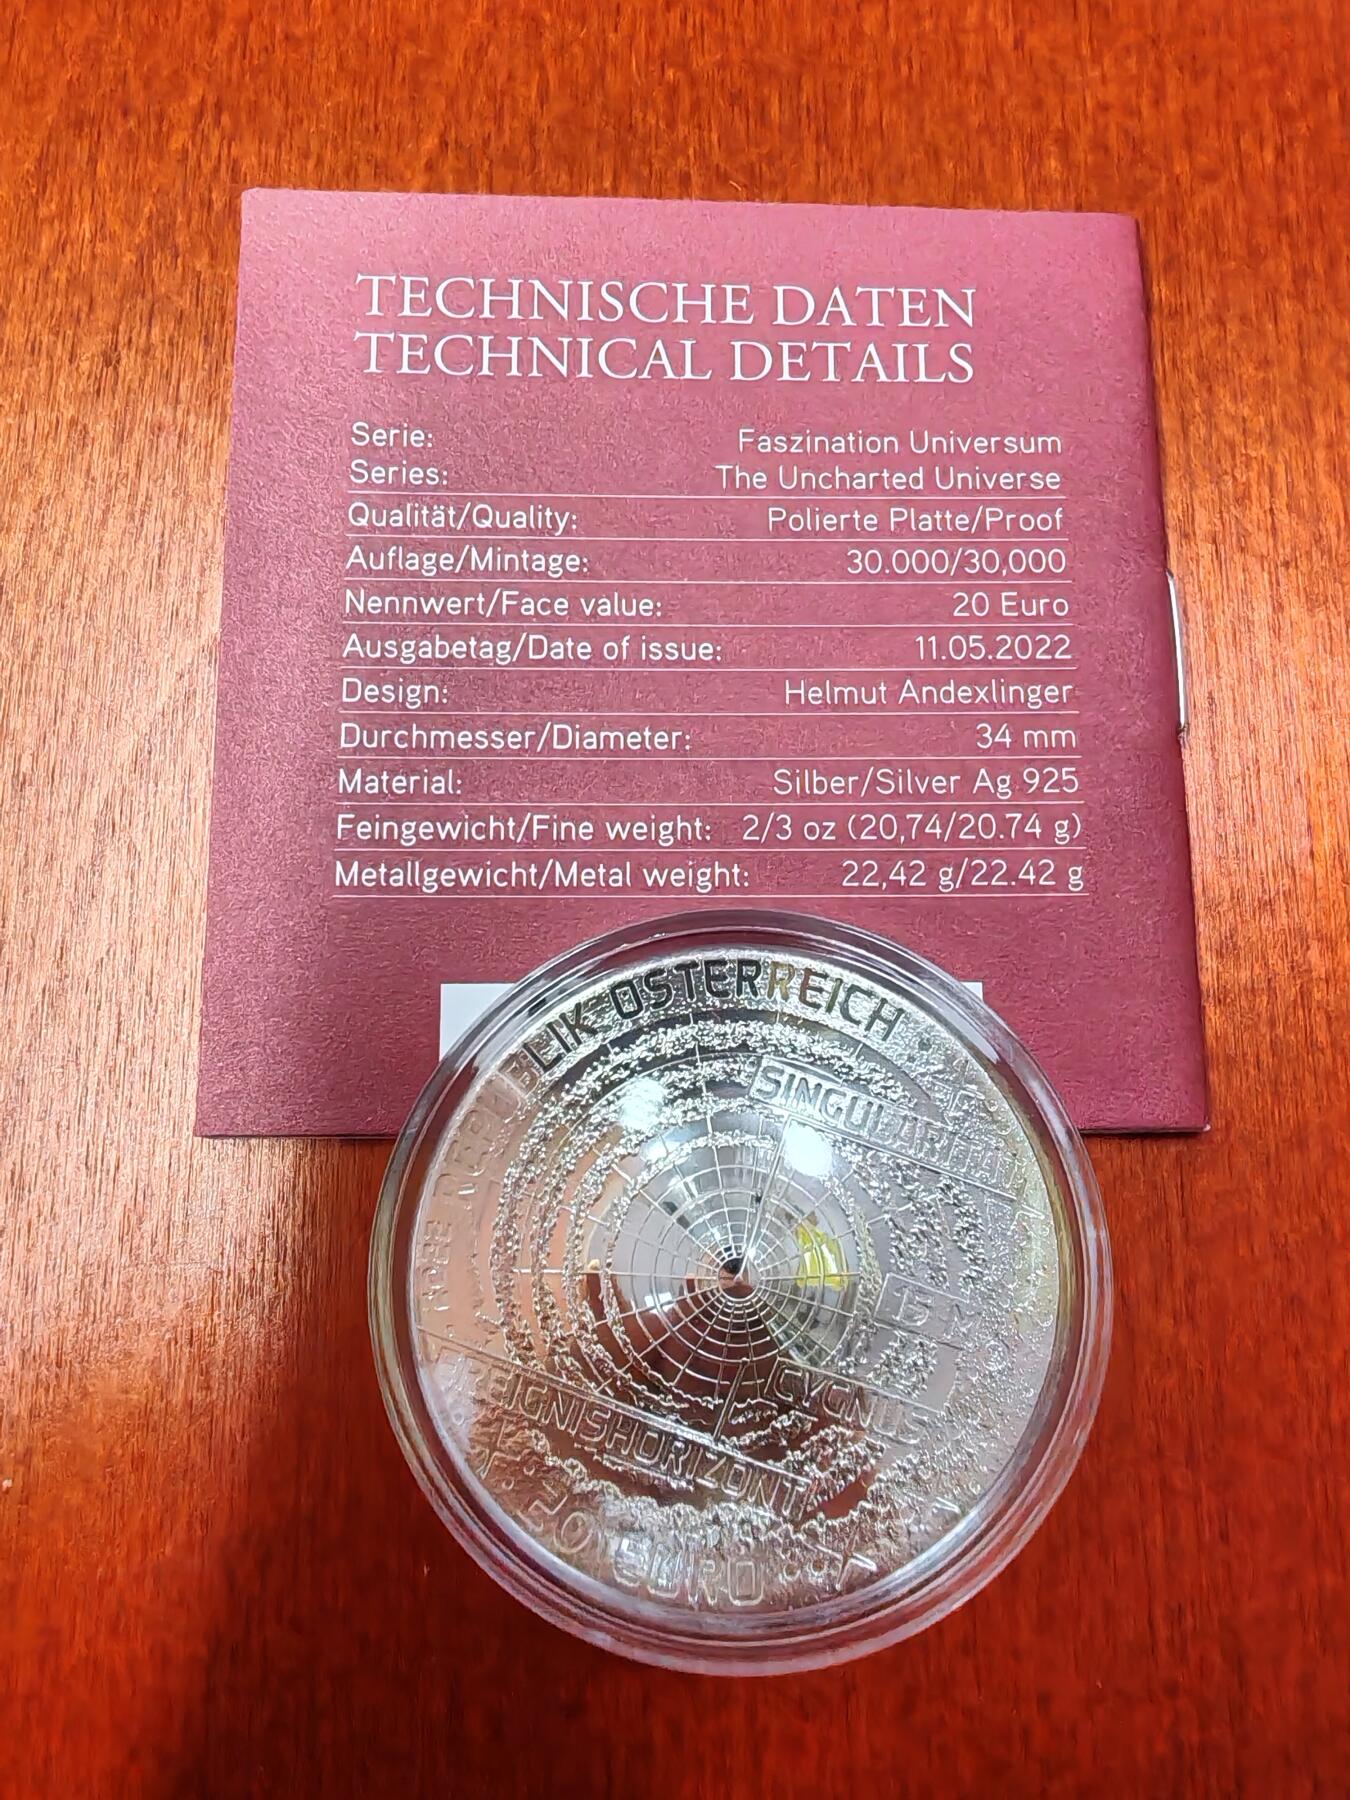 TECHNISCHE DATEN
TECHNICAL DETAILS
Serie: Faszination Universum
Series: The Uncharted Universe
Qualität/Quality: Polierte Platte/Proof
Auflage/Mintage: 30.000/30,000
Nennwert/Face value: 20 Euro
Ausgabetag/Date of issue: 11.05.2022
Design: Helmut Andexlinger
Durchmesser/Diameter: 34 mm
Material: Silber/Silver Ag 925
Feingewicht/Fine weight: 2/3 oz (20,74/20.74 g)
Metallgewicht/Metal weight: 22,42 g/22.42 g
REPUBLIK ÖSTERREICH
SINGULARITÄT
15 M
CYGNUS
EREIGNISHORIZONT
20 EURO